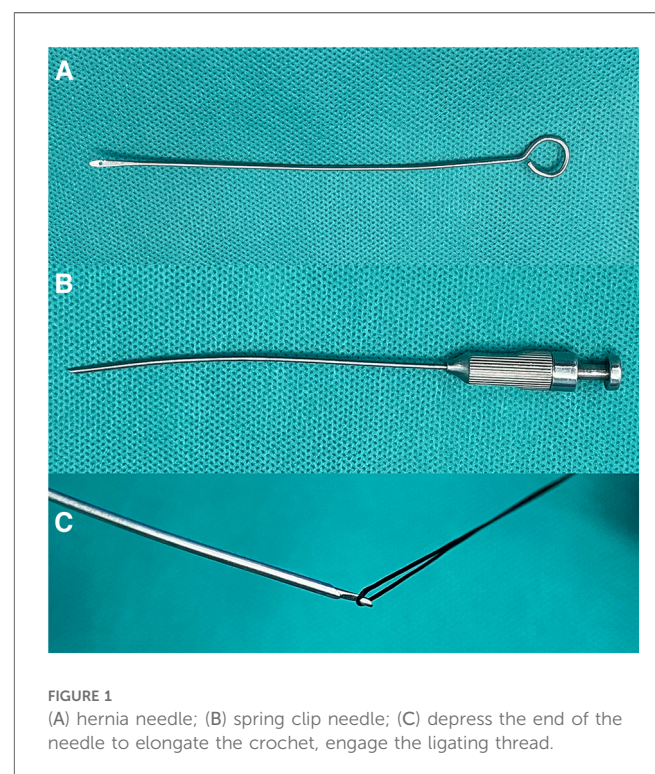 A
B
C
FIGURE 1
(A) hernia needle; (B) spring clip needle; (C) depress the end of the
needle to elongate the crochet, engage the ligating thread.